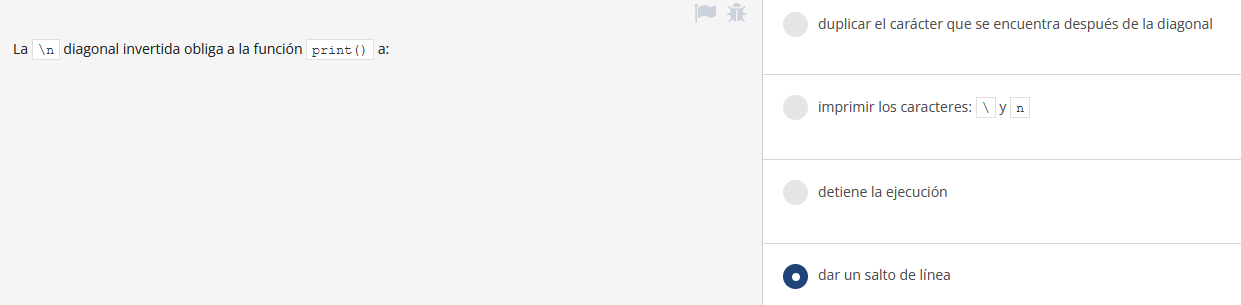 La \n diagonal invertida obliga a la función print() a:
duplicar el carácter que se encuentra después de la diagonal
imprimir los caracteres: \ y n
detiene la ejecución
dar un salto de línea